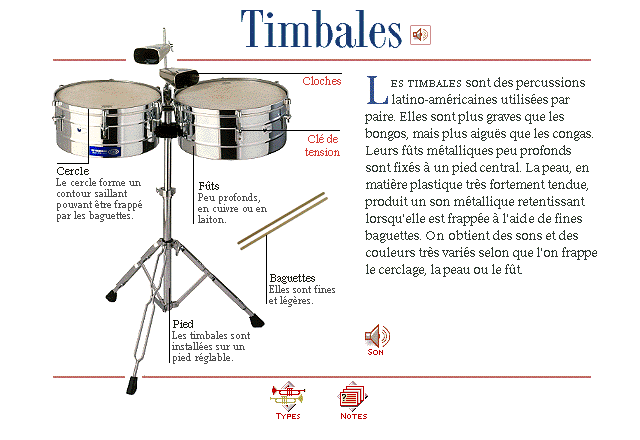 Timbales
Cloches
Clé de
tension
Cercle
Le cercle forme un
contour saillant
pouvant être frappé
par les baguettes.
Fûts
Peu profonds,
en cuivre ou en
laiton.
Baguettes
Elles sont fines
et légères.
Pied
Les timbales sont
installées sur un
pied réglable.
LES TIMBALES sont des percussions
latino-américaines utilisées par
paire. Elles sont plus graves que les
bongos, mais plus aiguës que les congas.
Leurs fûts métalliques peu profonds
sont fixés à un pied central. La peau, en
matière plastique très fortement tendue,
produit un son métallique retentissant
lorsqu'elle est frappée à l'aide de fines
baguettes. On obtient des sons et des
couleurs très variés selon que l'on frappe
le cerclage, la peau ou le fût.
SON
TYPES
NOTES